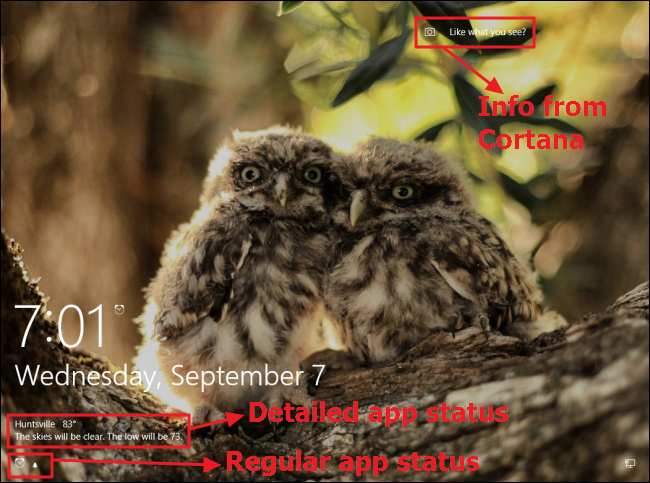 Like what you see?
Info from
Cortana
7:01
Wednesday, September 7
Huntsville 83°
The skies will be clear. The low will be 73.
Detailed app status
Regular app status